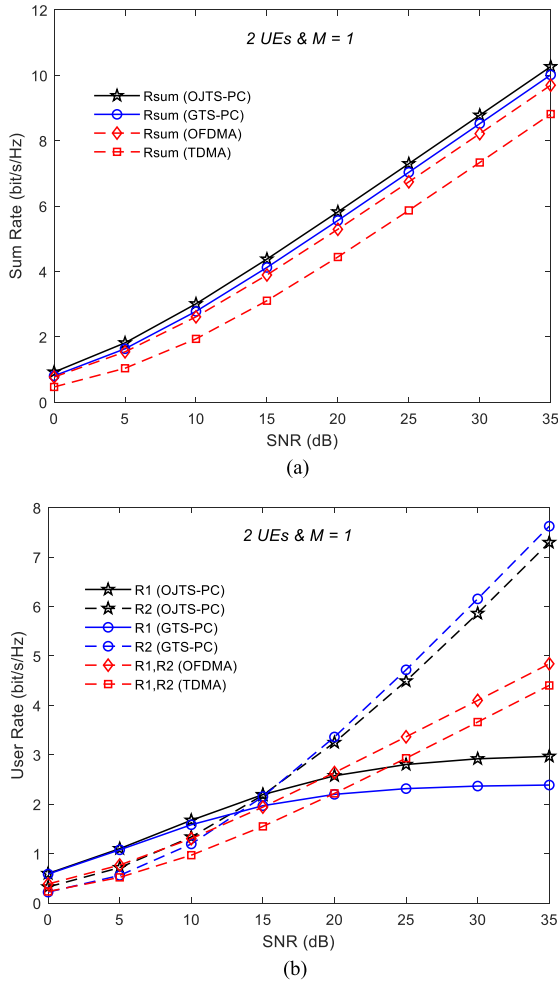 12
10
8
6
4
2
0
Sum Rate (bit/s/Hz)
2 UEs & M = 1
Rsum (OJTS-PC)
Rsum (GTS-PC)
Rsum (OFDMA)
Rsum (TDMA)
0 5 10 15 20 25 30 35
SNR (dB)
(a)
8
7
6
5
4
3
2
1
0
User Rate (bit/s/Hz)
2 UEs & M = 1
R1 (OJTS-PC)
R2 (OJTS-PC)
R1 (GTS-PC)
R2 (GTS-PC)
R1,R2 (OFDMA)
R1,R2 (TDMA)
0 5 10 15 20 25 30 35
SNR (dB)
(b)